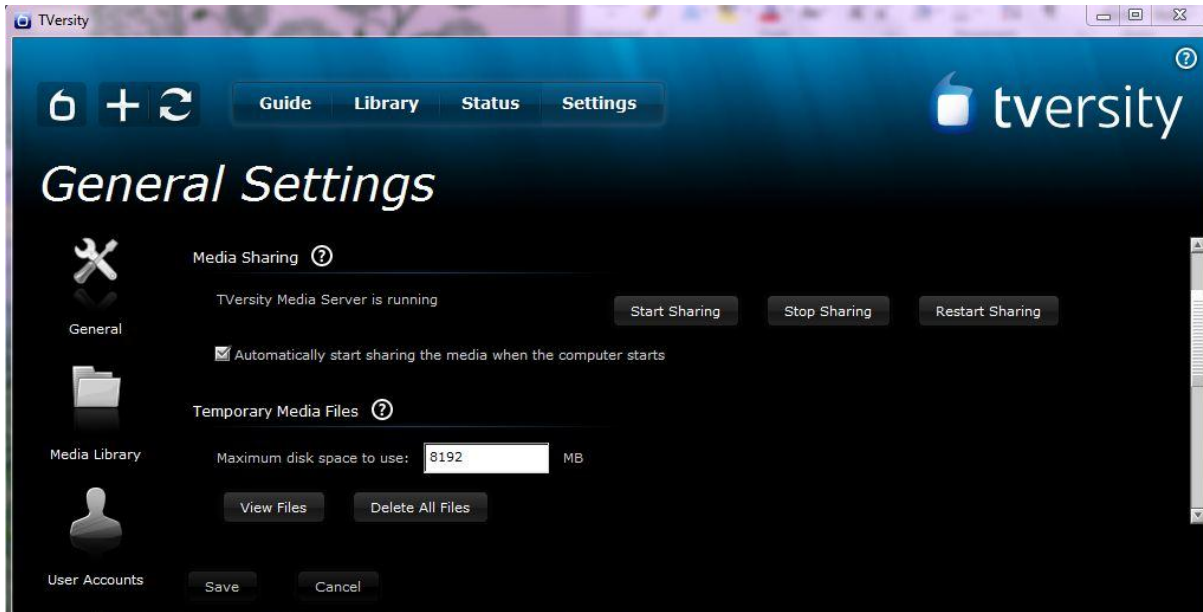 TVersity
Guide Library Status Settings
tversity
General Settings
General
Media Library
User Accounts
Media Sharing ?
TVersity Media Server is running
Start Sharing Stop Sharing Restart Sharing
Automatically start sharing the media when the computer starts
Temporary Media Files ?
Maximum disk space to use: 8192 MB
View Files Delete All Files
Save Cancel